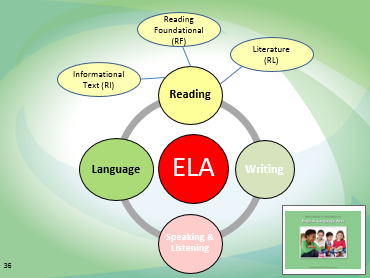 Reading
Foundational
(RF)
Literature
(RL)
Informational
Text (RI)
Reading
Language
ELA
Writing
Speaking &
Listening
36